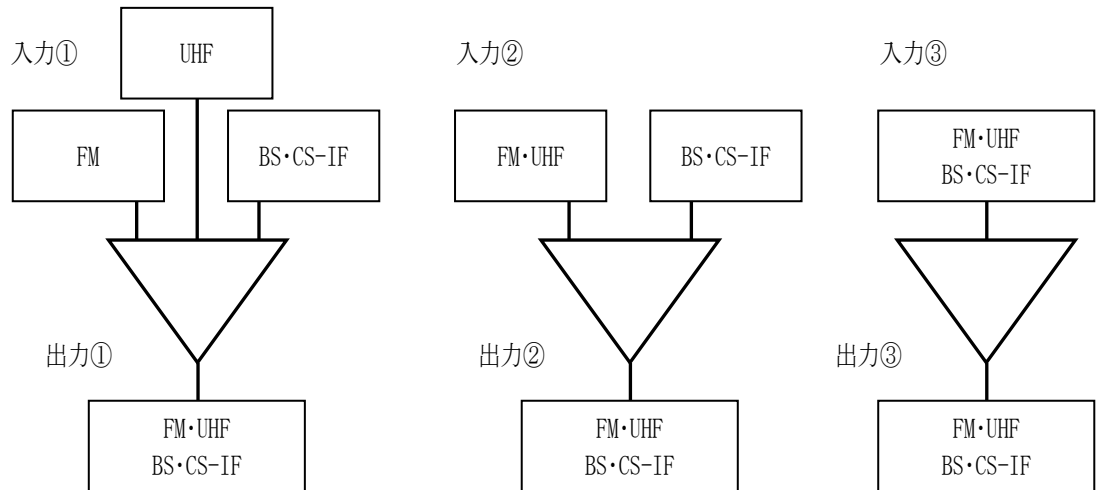 入力①
UHF
FM
BS・CS-IF
出力①
FM・UHF
BS・CS-IF
入力②
FM・UHF
BS・CS-IF
出力②
FM・UHF
BS・CS-IF
入力③
FM・UHF
BS・CS-IF
出力③
FM・UHF
BS・CS-IF